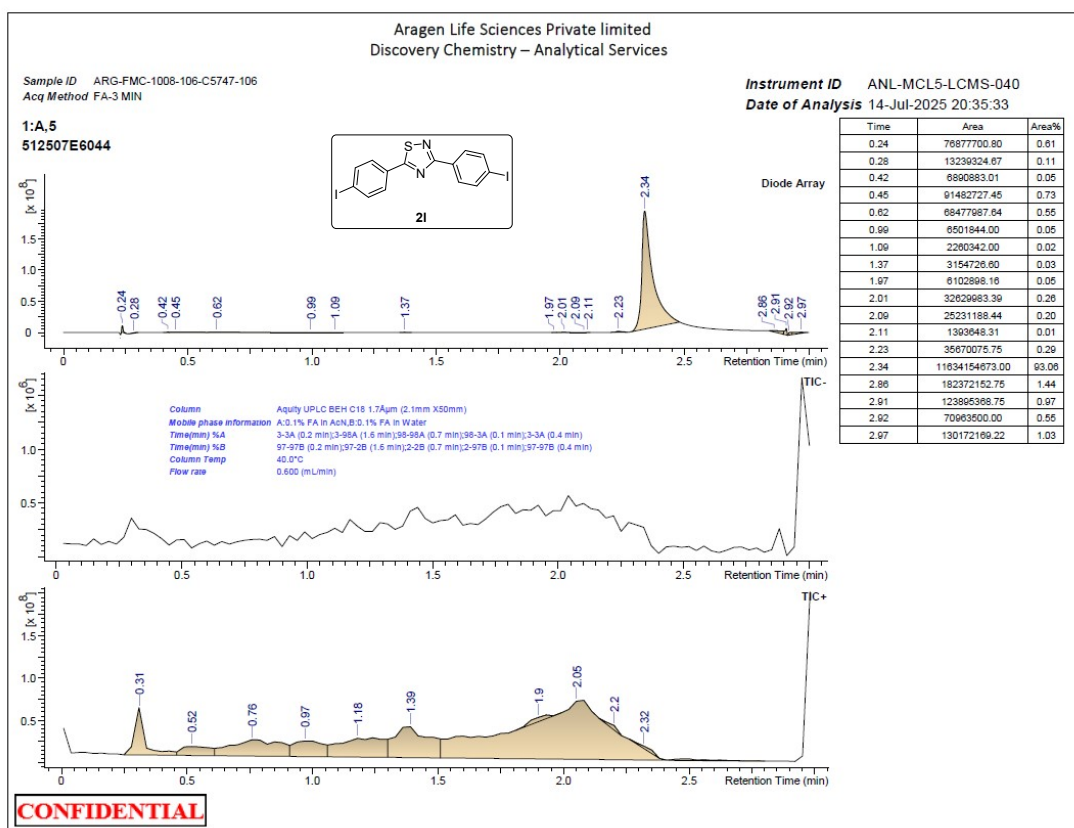 Aragen Life Sciences Private limited
Discovery Chemistry – Analytical Services
Sample ID ARG-FMC-1008-106-C5747-106
Acq Method FA-3 MIN
Instrument ID ANL-MCL5-LCMS-040
Date of Analysis 14-Jul-2025 20:35:33
1:A,5
512507E6044
Time Area Area%
0.24 76877700.80 0.61
0.28 13239324.67 0.11
0.42 6890883.01 0.05
0.45 91482727.45 0.73
0.62 68477987.64 0.55
0.99 6501844.00 0.05
1.09 2260342.00 0.02
1.37 3154726.60 0.03
1.97 6102898.16 0.05
2.01 32629983.39 0.26
2.09 25231188.44 0.20
2.11 1393648.31 0.01
2.23 35670075.75 0.29
2.34 11634154673.00 93.06
2.86 182372152.75 1.44
2.91 123895368.75 0.97
2.92 70963500.00 0.55
2.97 130172169.22 1.03
S N
N
I I
2l
Diode Array
[x 10^8]
1.5
1.0
0.5
0
0.24 0.28 0.42 0.45 0.62 0.99 1.09 1.37 1.97 2.01 2.09 2.11 2.23 2.34 2.86 2.91 2.92 2.97
0 0.5 1.0 1.5 2.0 2.5
Retention Time (min)
TIC-
[x 10^6]
1.0
0.5
Column Aquity UPLC BEH C18 1.7Âµm (2.1mm X50mm)
Mobile phase information A:0.1% FA in AcN,B:0.1% FA in Water
Time(min) %A 3-3A (0.2 min);3-98A (1.6 min);98-98A (0.7 min);98-3A (0.1 min);3-3A (0.4 min)
Time(min) %B 97-97B (0.2 min);97-2B (1.6 min);2-2B (0.7 min);2-97B (0.1 min);97-97B (0.4 min)
Column Temp 40.0°C
Flow rate 0.600 (mL/min)
0 0.5 1.0 1.5 2.0 2.5
Retention Time (min)
TIC+
[x 10^8]
1.5
1.0
0.5
0.31 0.52 0.76 0.97 1.18 1.39 1.9 2.05 2.2 2.32
0 0.5 1.0 1.5 2.0 2.5
Retention Time (min)
CONFIDENTIAL